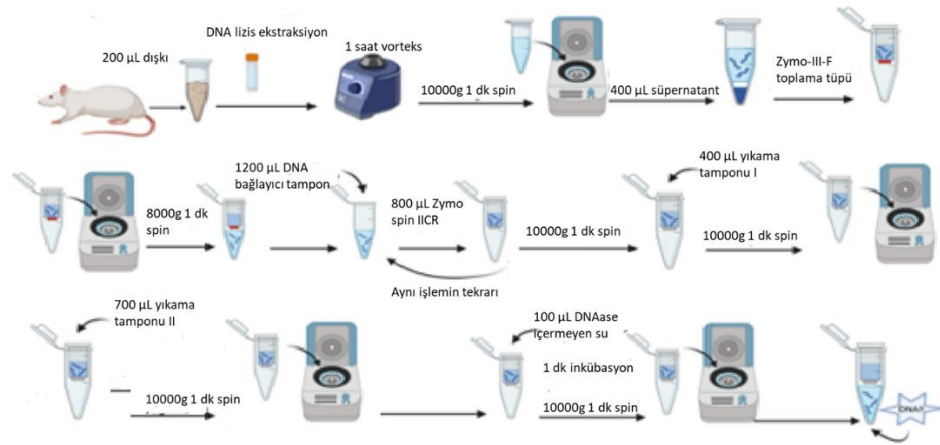 200 µL dışkı
DNA lizis ekstraksiyon
1 saat vorteks
10000g 1 dk spin
400 µL süpernatant
Zymo-III-F
toplama tüpü
8000g 1 dk
spin
1200 µL DNA
bağlayıcı tampon
800 µL Zymo
spin IICR
Aynı işlemin tekrarı
10000g 1 dk spin
400 µL yıkama
tamponu I
10000g 1 dk spin
700 µL yıkama
tamponu II
10000g 1 dk spin
100 µL DNAase
içermeyen su
1 dk inkübasyon
10000g 1 dk spin